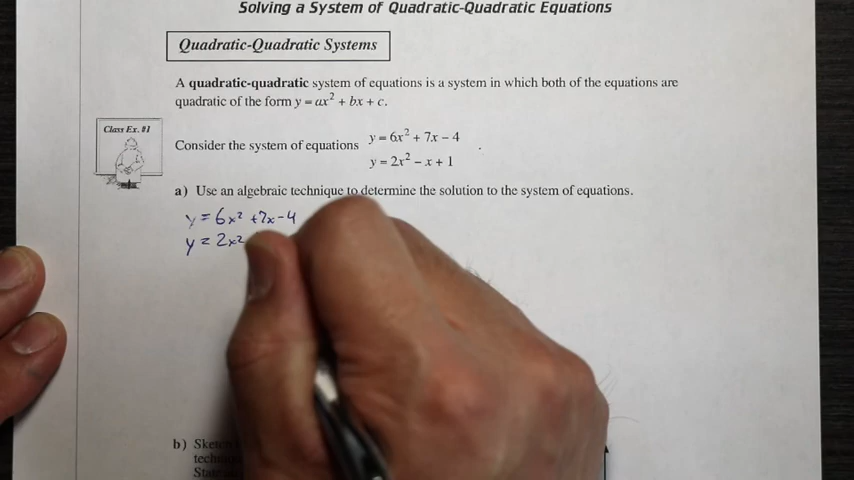 Solving a System of Quadratic-Quadratic Equations
Quadratic-Quadratic Systems
A quadratic-quadratic system of equations is a system in which both of the equations are
quadratic of the form y = ax² + bx + c.
Class Ex. #1
Consider the system of equations y = 6x² + 7x – 4
y = 2x² – x + 1 .
a) Use an algebraic technique to determine the solution to the system of equations.
y = 6x² + 7x - 4
y = 2x²
b)